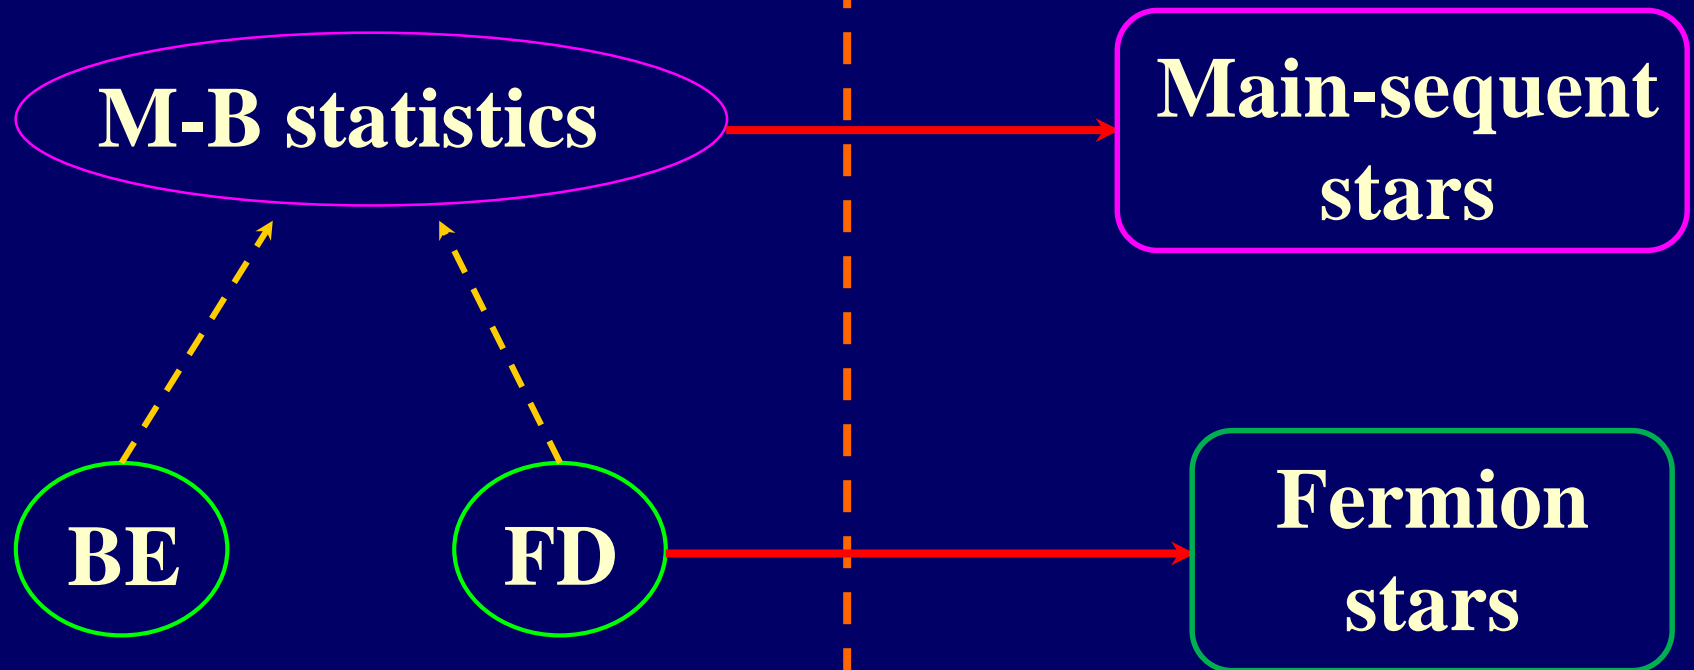 M-B statistics
Main-sequent
stars
BE
FD
Fermion
stars